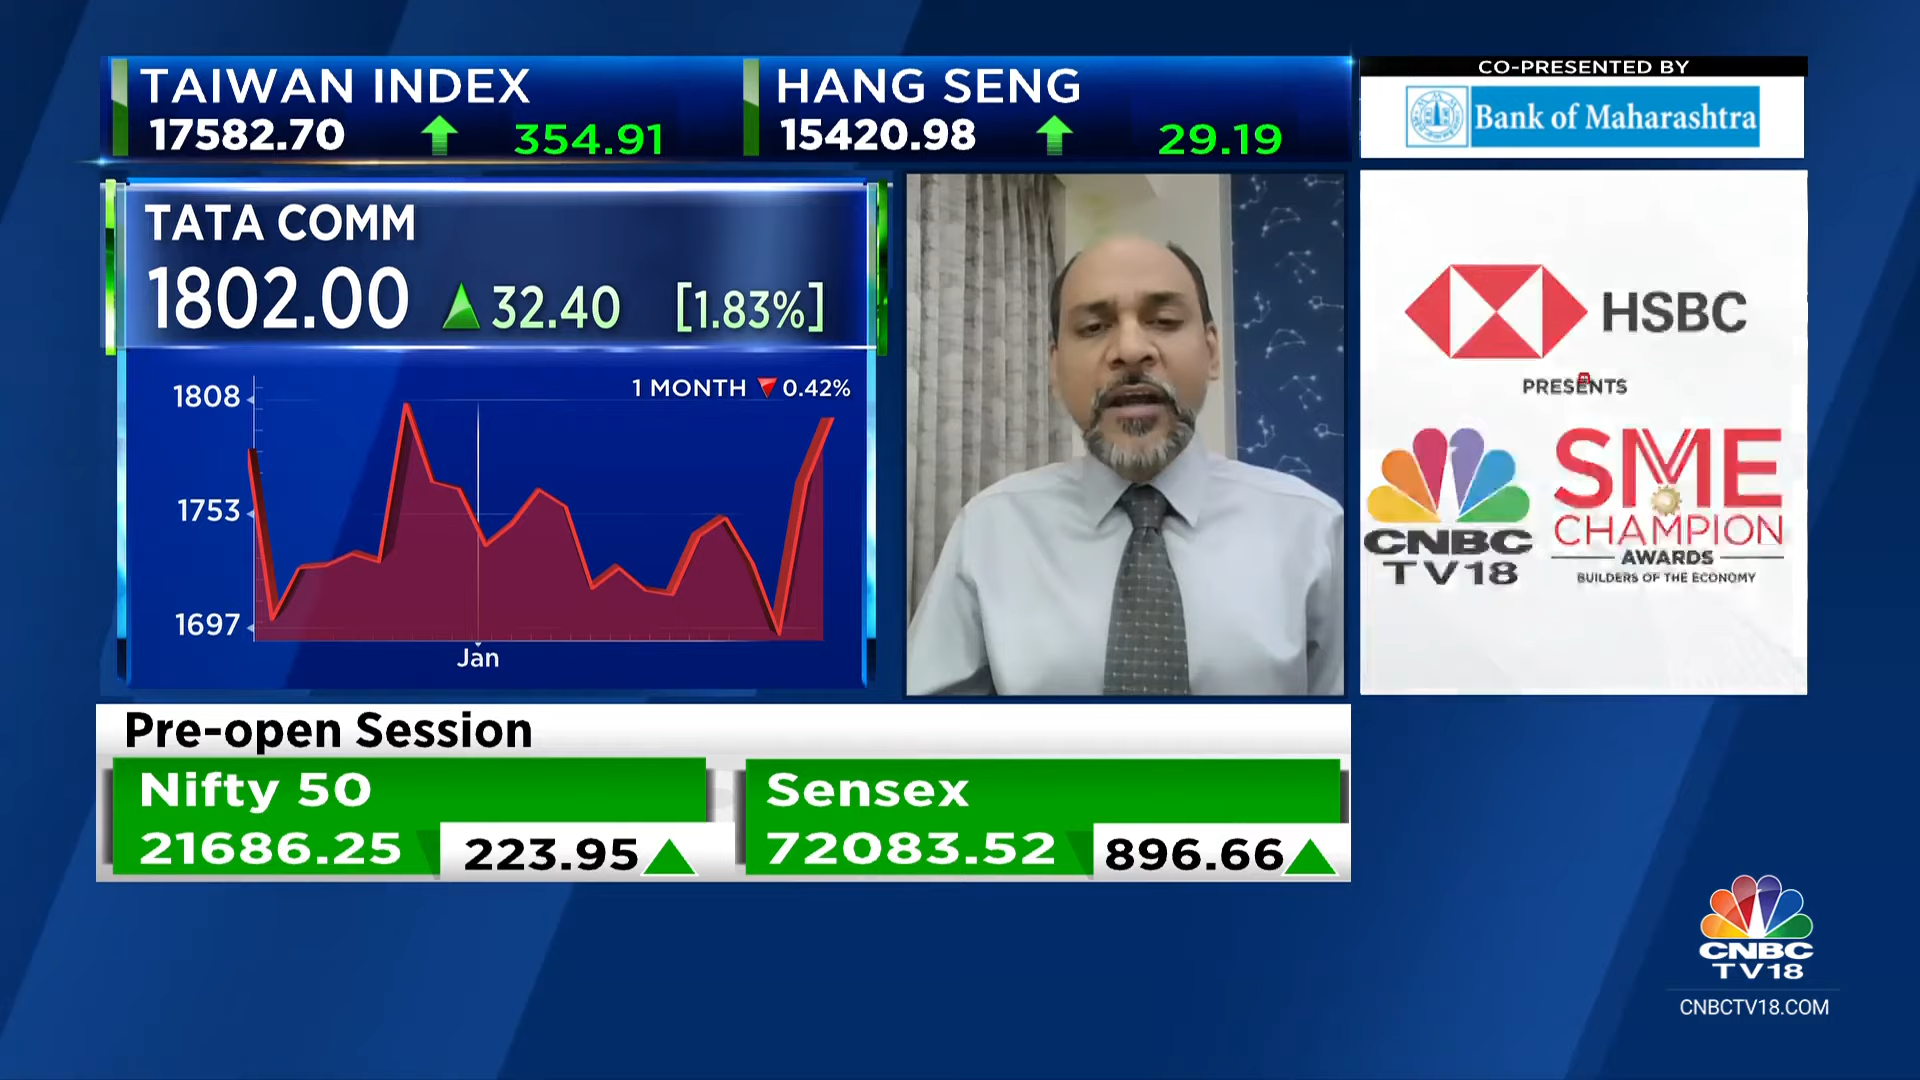 TAIWAN INDEX
17582.70 354.91
HANG SENG
15420.98 29.19
CO-PRESENTED BY
Bank of Maharashtra
TATA COMM
1802.00 32.40 [1.83%]
1 MONTH 0.42%
1808
1753
1697
Jan
HSBC
PRESENTS
CNBC
TV18
SME
CHAMPION
AWARDS
BUILDERS OF THE ECONOMY
Pre-open Session
Nifty 50
21686.25 223.95
Sensex
72083.52 896.66
CNBC
TV18
CNBCTV18.COM